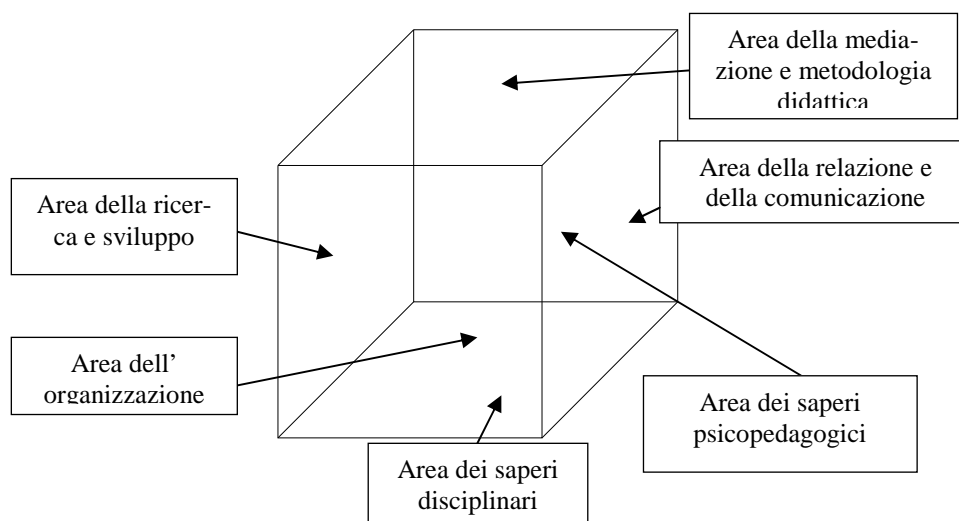 Area della media-
zione e metodologia
didattica
Area della relazione e
della comunicazione
Area della ricer-
ca e sviluppo
Area dell’
organizzazione
Area dei saperi
psicopedagogici
Area dei saperi
disciplinari